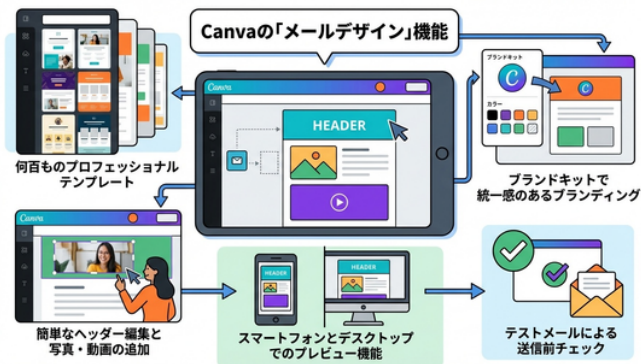 Canvaの「メールデザイン」機能
何百ものプロフェッショナル
テンプレート
Canva
HEADER
ブランドキット
C
カラー
C
ブランドキットで
統一感のあるブランディング
Canva
簡単なヘッダー編集と
写真・動画の追加
HEADER
HEADER
スマートフォンとデスクトップ
でのプレビュー機能
テストメールによる
送信前チェック